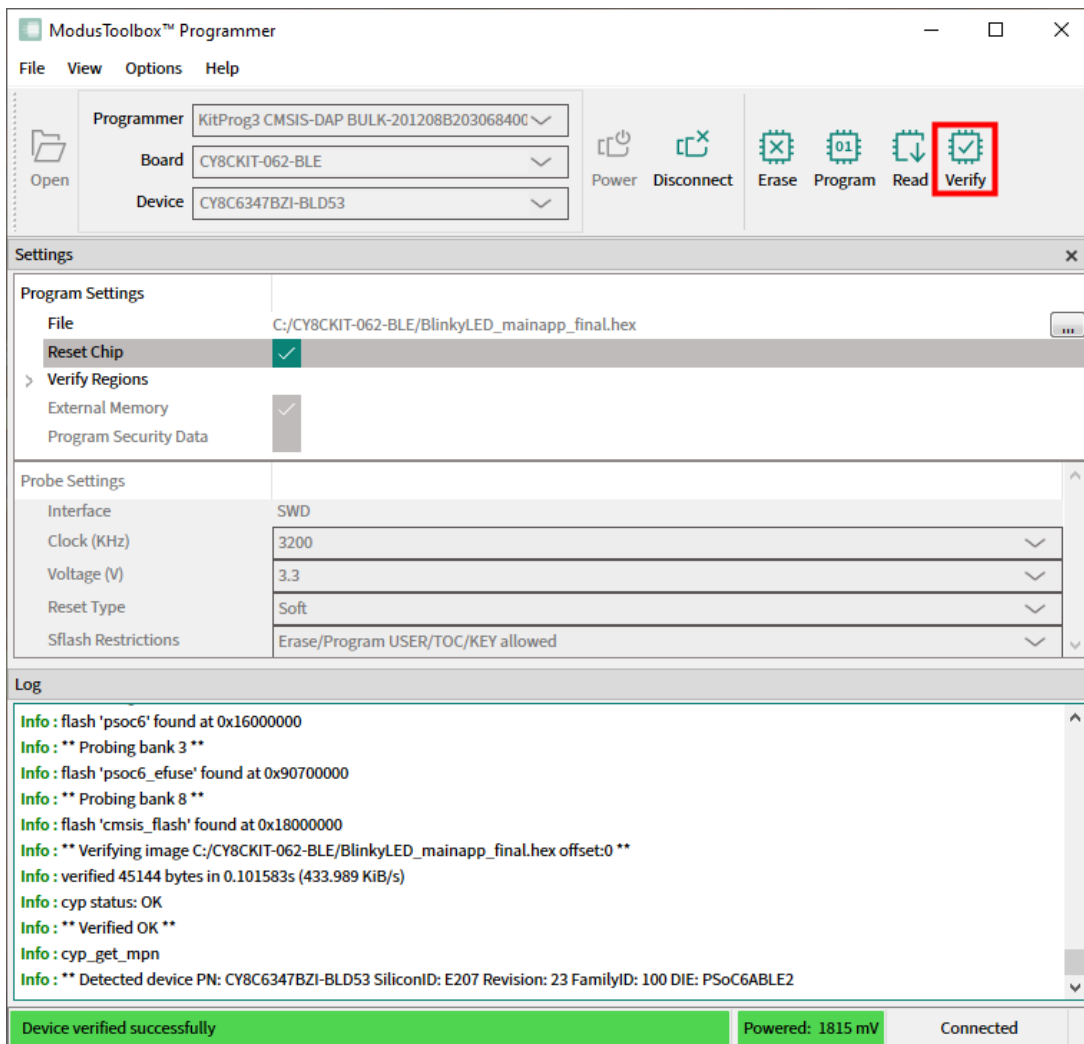 ModusToolbox™ Programmer
File View Options Help
Open
Programmer KitProg3 CMSIS-DAP BULK-201208B203068400
Board CY8CKIT-062-BLE
Device CY8C6347BZI-BLD53
Power Disconnect Erase Program Read Verify
Settings
Program Settings
File C:/CY8CKIT-062-BLE/BlinkyLED_mainapp_final.hex ...
Reset Chip
Verify Regions
External Memory
Program Security Data
Probe Settings
Interface SWD
Clock (KHz) 3200
Voltage (V) 3.3
Reset Type Soft
Sflash Restrictions Erase/Program USER/TOC/KEY allowed
Log
Info : flash 'psoc6' found at 0x16000000
Info : ** Probing bank 3 **
Info : flash 'psoc6_efuse' found at 0x90700000
Info : ** Probing bank 8 **
Info : flash 'cmsis_flash' found at 0x18000000
Info : ** Verifying image C:/CY8CKIT-062-BLE/BlinkyLED_mainapp_final.hex offset:0 **
Info : verified 45144 bytes in 0.101583s (433.989 KiB/s)
Info : cyp status: OK
Info : ** Verified OK **
Info : cyp_get_mpn
Info : ** Detected device PN: CY8C6347BZI-BLD53 SiliconID: E207 Revision: 23 FamilyID: 100 DIE: PSoC6ABLE2
Device verified successfully Powered: 1815 mV Connected